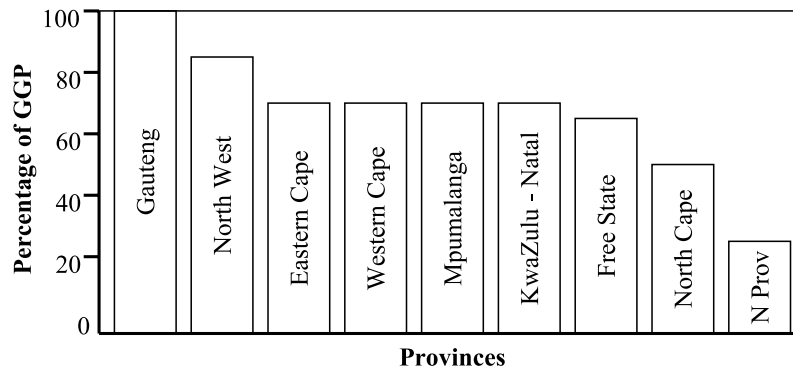 Percentage of GGP
100
80
60
40
20
0
Gauteng
North West
Eastern Cape
Western Cape
Mpumalanga
KwaZulu - Natal
Free State
North Cape
N Prov
Provinces